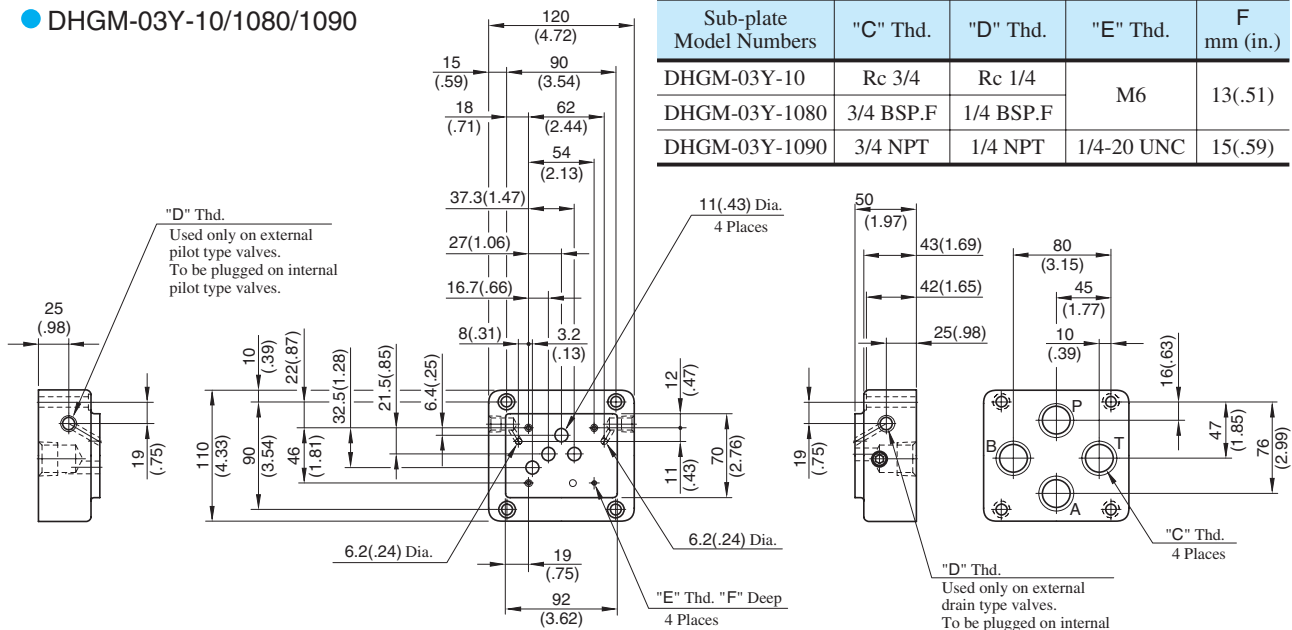 DHGM-03Y-10/1080/1090
Sub-plate Model Numbers "C" Thd. "D" Thd. "E" Thd. F mm (in.)
DHGM-03Y-10 Rc 3/4 Rc 1/4 M6 13(.51)
DHGM-03Y-1080 3/4 BSP.F 1/4 BSP.F
DHGM-03Y-1090 3/4 NPT 1/4 NPT 1/4-20 UNC 15(.59)
120
(4.72)
15
(.59)
90
(3.54)
18
(.71)
62
(2.44)
54
(2.13)
37.3(1.47)
27(1.06)
16.7(.66)
8(.31)
3.2
(.13)
11(.43) Dia.
4 Places
"D" Thd.
Used only on external
pilot type valves.
To be plugged on internal
pilot type valves.
25
(.98)
19
(.75)
10
(.39)
22(.87)
32.5(1.28)
21.5(.85)
6.4(.25)
110
(4.33)
90
(3.54)
46
(1.81)
12
(.47)
11
(.43)
70
(2.76)
6.2(.24) Dia.
6.2(.24) Dia.
19
(.75)
92
(3.62)
"E" Thd. "F" Deep
4 Places
50
(1.97)
43(1.69)
42(1.65)
25(.98)
19
(.75)
"D" Thd.
Used only on external
drain type valves.
To be plugged on internal
80
(3.15)
45
(1.77)
10
(.39)
16(.63)
47
(1.85)
76
(2.99)
P
B
T
A
"C" Thd.
4 Places